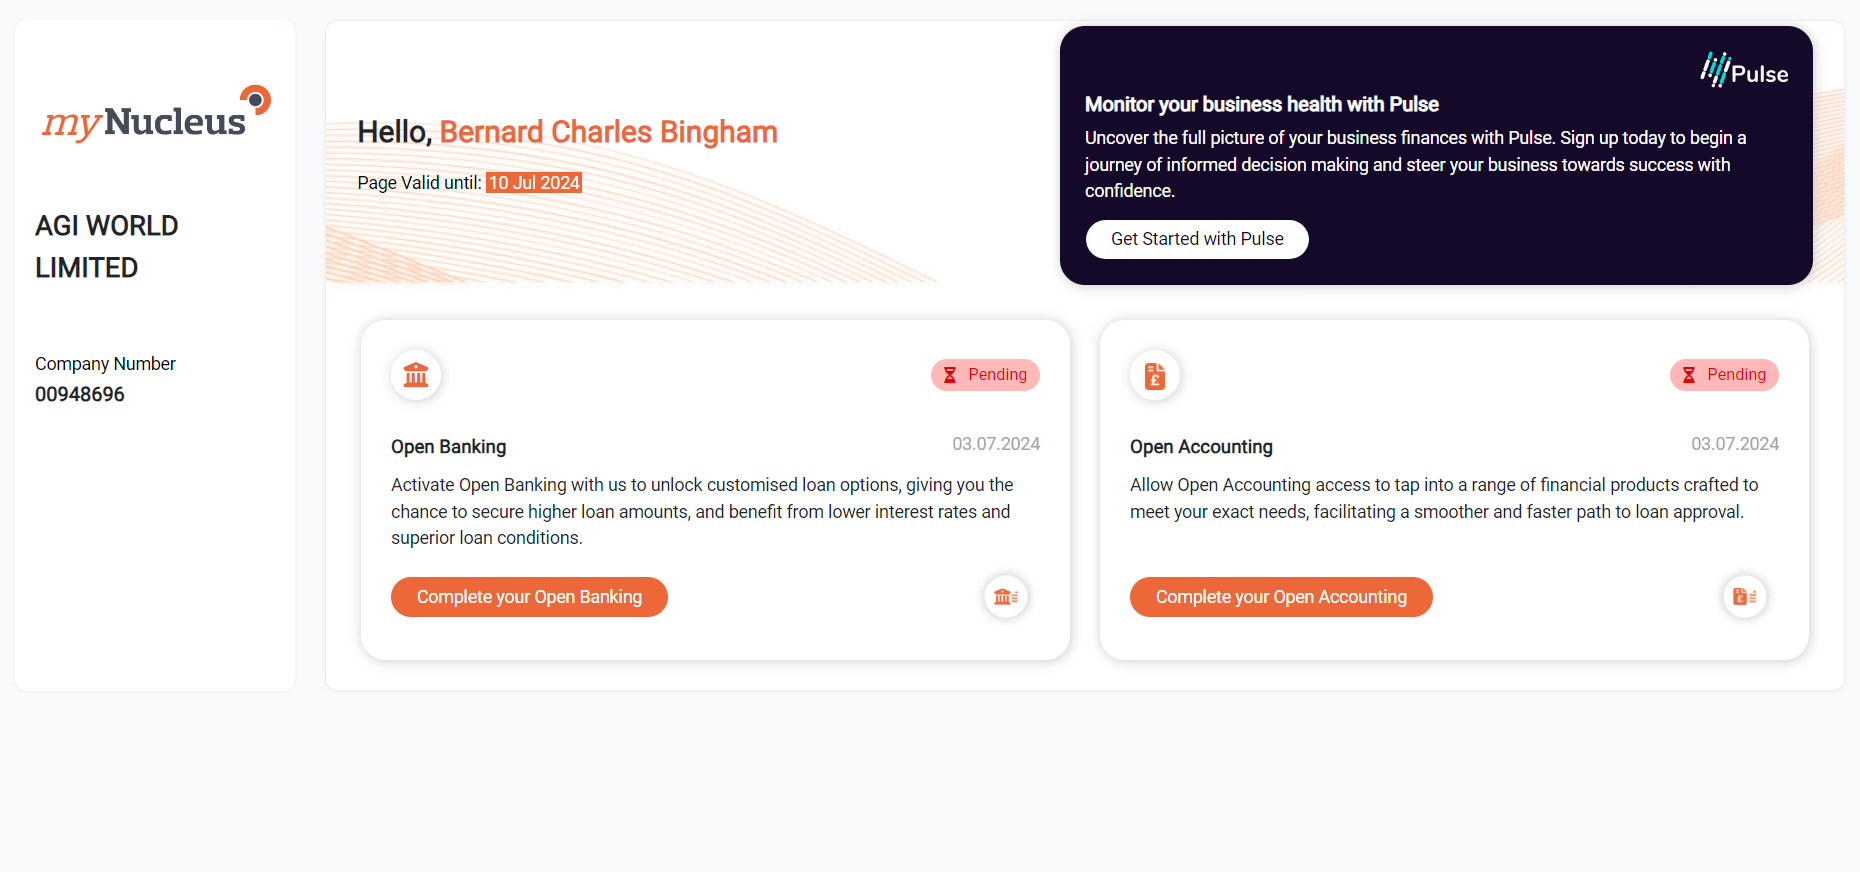 myNucleus
AGI WORLD
LIMITED
Company Number
00948696
Hello, Bernard Charles Bingham
Page Valid until: 10 Jul 2024
Pulse
Monitor your business health with Pulse
Uncover the full picture of your business finances with Pulse. Sign up today to begin a
journey of informed decision making and steer your business towards success with
confidence.
Get Started with Pulse
Pending
Open Banking
03.07.2024
Activate Open Banking with us to unlock customised loan options, giving you the
chance to secure higher loan amounts, and benefit from lower interest rates and
superior loan conditions.
Complete your Open Banking
Pending
Open Accounting
03.07.2024
Allow Open Accounting access to tap into a range of financial products crafted to
meet your exact needs, facilitating a smoother and faster path to loan approval.
Complete your Open Accounting